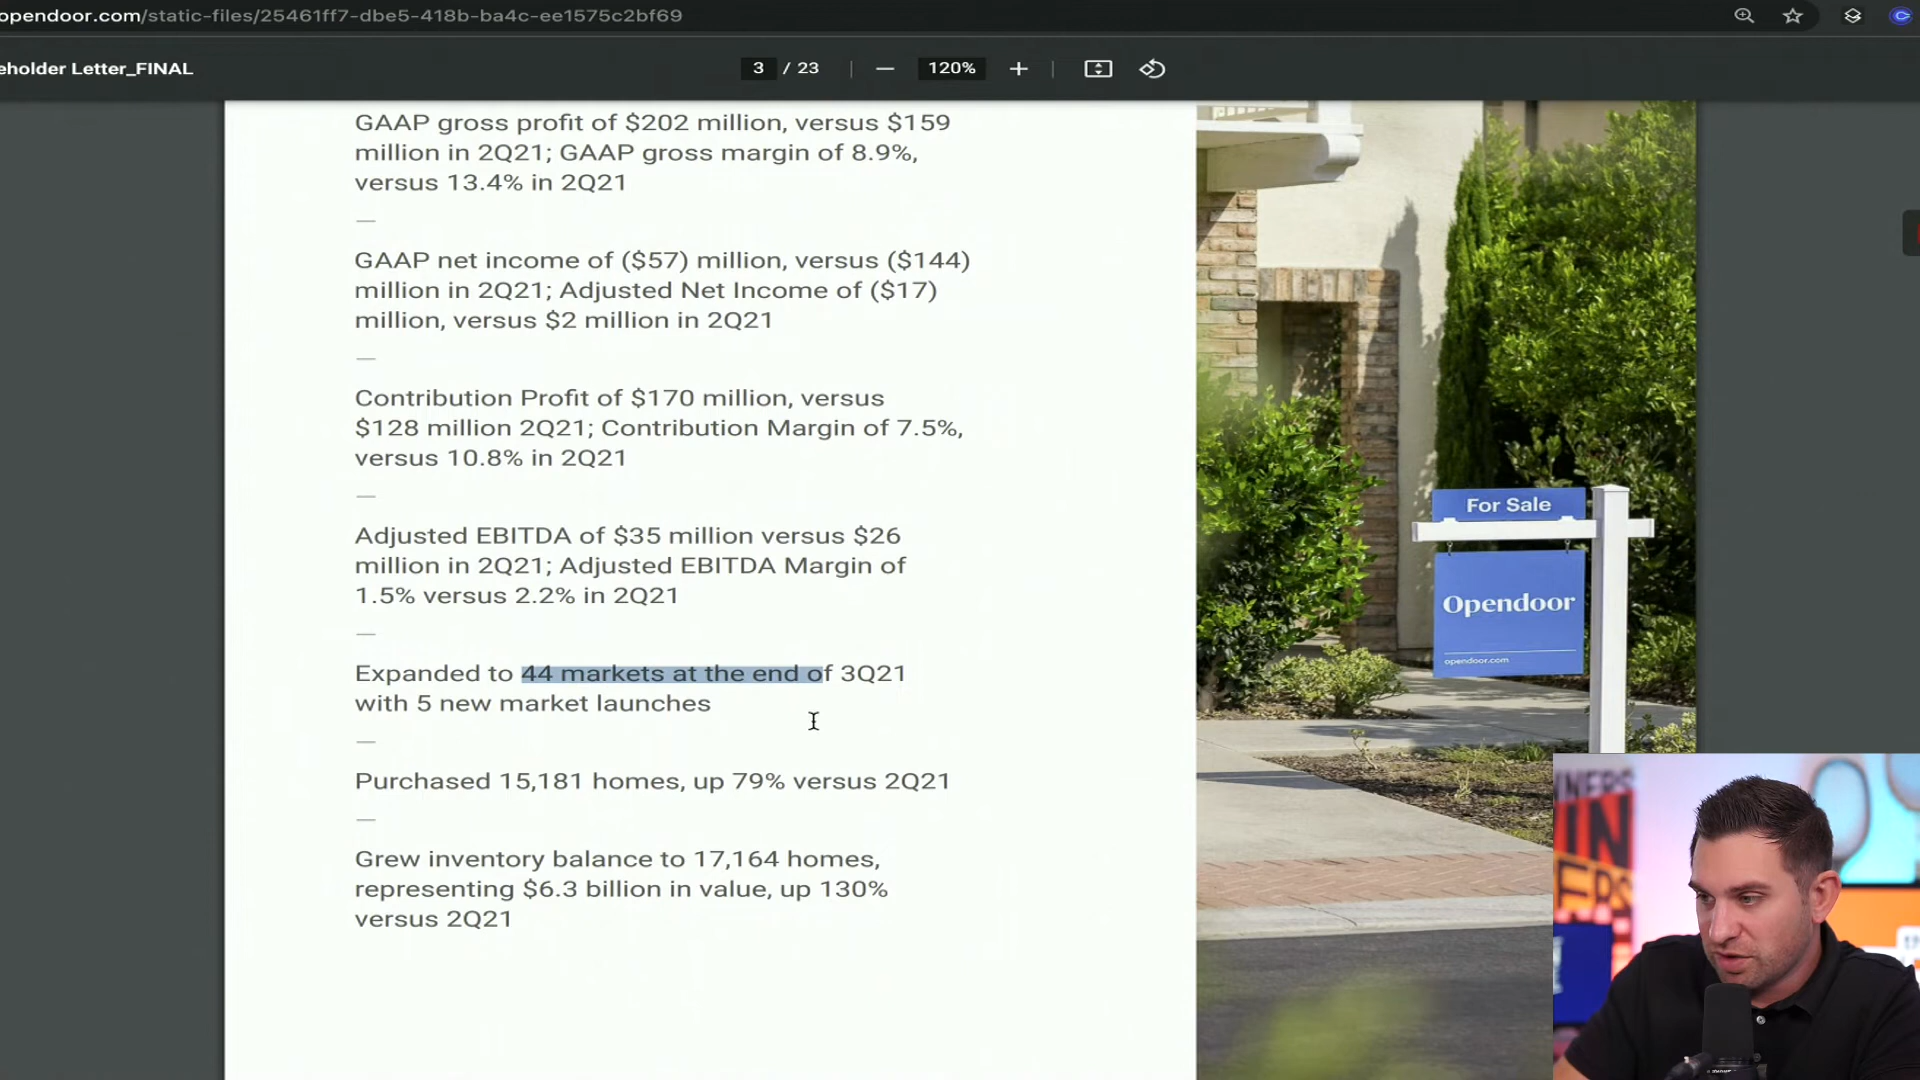 opendoor.com/static-files/25461ff7-dbe5-418b-ba4c-ee1575c2bf69
eholder Letter_FINAL
3 / 23
120%
GAAP gross profit of $202 million, versus $159
million in 2Q21; GAAP gross margin of 8.9%,
versus 13.4% in 2Q21
GAAP net income of ($57) million, versus ($144)
million in 2Q21; Adjusted Net Income of ($17)
million, versus $2 million in 2Q21
Contribution Profit of $170 million, versus
$128 million 2Q21; Contribution Margin of 7.5%,
versus 10.8% in 2Q21
Adjusted EBITDA of $35 million versus $26
million in 2Q21; Adjusted EBITDA Margin of
1.5% versus 2.2% in 2Q21
Expanded to 44 markets at the end of 3Q21
with 5 new market launches
Purchased 15,181 homes, up 79% versus 2Q21
Grew inventory balance to 17,164 homes,
representing $6.3 billion in value, up 130%
versus 2Q21
For Sale
Opendoor
opendoor.com